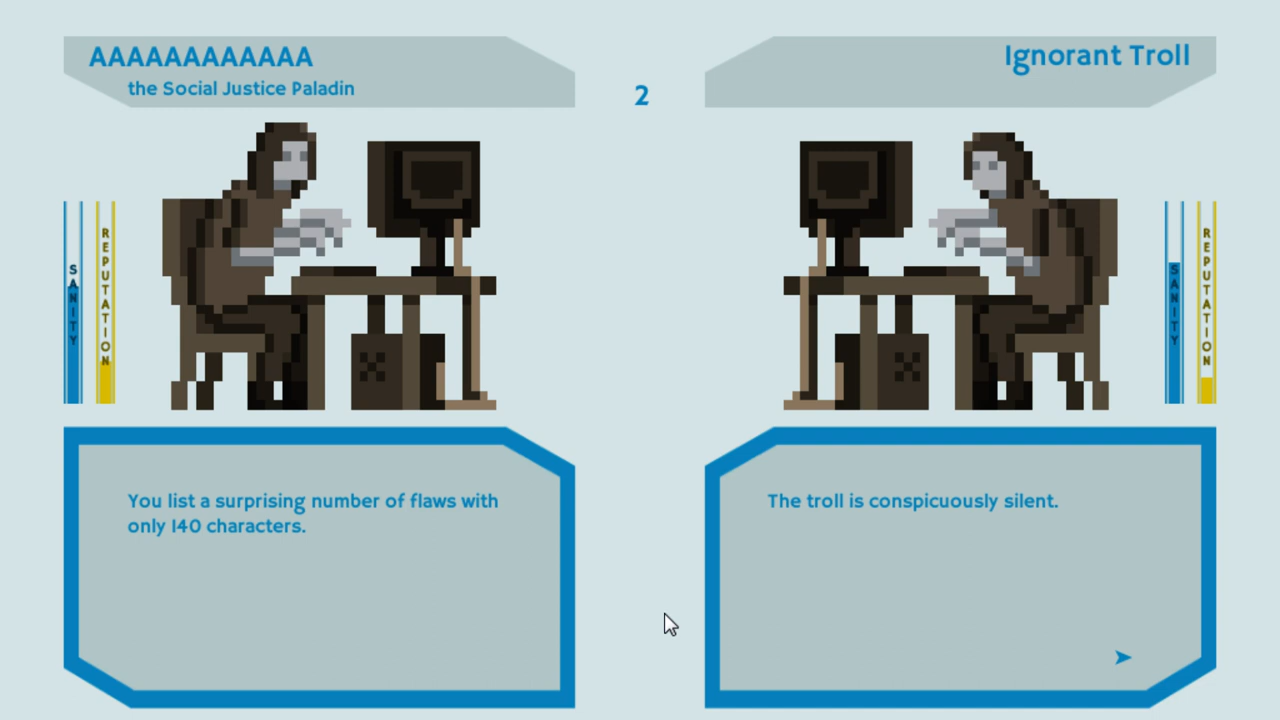 AAAAAAAAAAAA
the Social Justice Paladin
2
Ignorant Troll
SANITY
REPUTATION
SANITY
REPUTATION
You list a surprising number of flaws with
only 140 characters.
The troll is conspicuously silent.